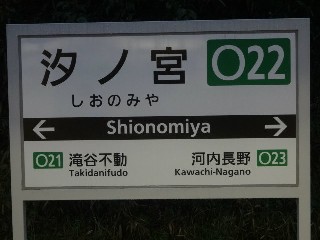 汐ノ宮 O22
しおのみや
← Shionomiya →
O21 滝谷不動 河内長野 O23
Takidanifudo Kawachi-Nagano